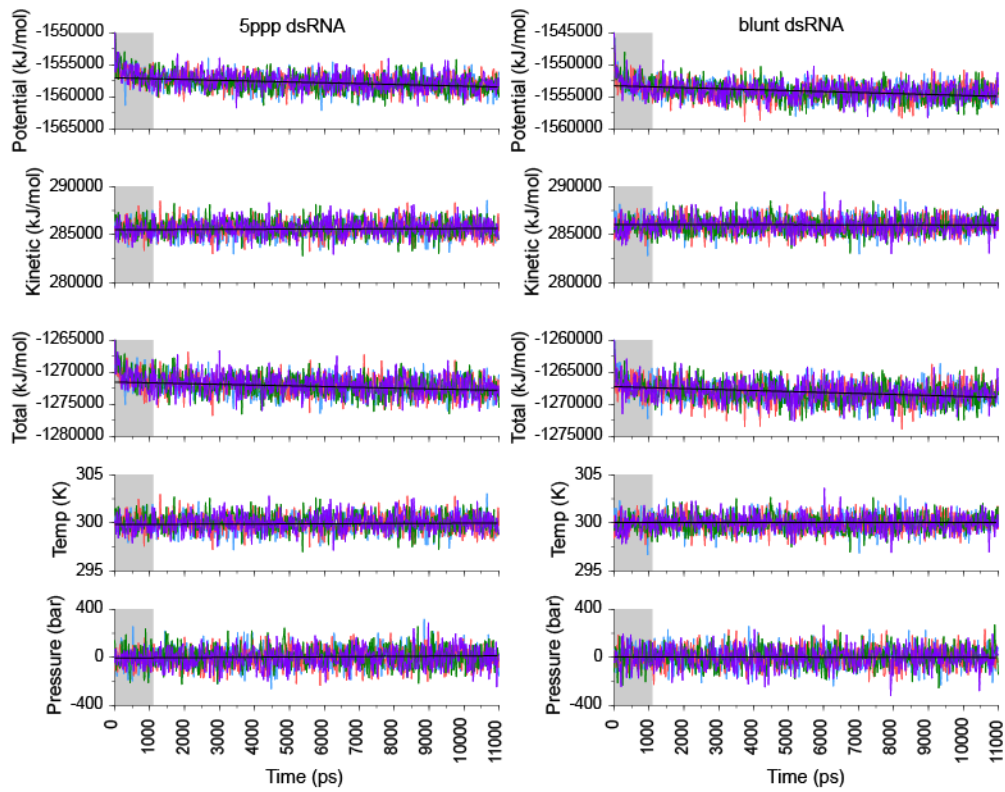 5ppp dsRNA
blunt dsRNA
Potential (kJ/mol)
-1550000
-1555000
-1560000
-1565000
Potential (kJ/mol)
-1545000
-1550000
-1555000
-1560000
Kinetic (kJ/mol)
290000
285000
280000
Kinetic (kJ/mol)
290000
285000
280000
Total (kJ/mol)
-1265000
-1270000
-1275000
-1280000
Total (kJ/mol)
-1260000
-1265000
-1270000
-1275000
Temp (K)
305
300
295
Temp (K)
305
300
295
Pressure (bar)
400
0
-400
Pressure (bar)
400
0
-400
0 1000 2000 3000 4000 5000 6000 7000 8000 9000 10000 11000
0 1000 2000 3000 4000 5000 6000 7000 8000 9000 10000 11000
Time (ps)
Time (ps)